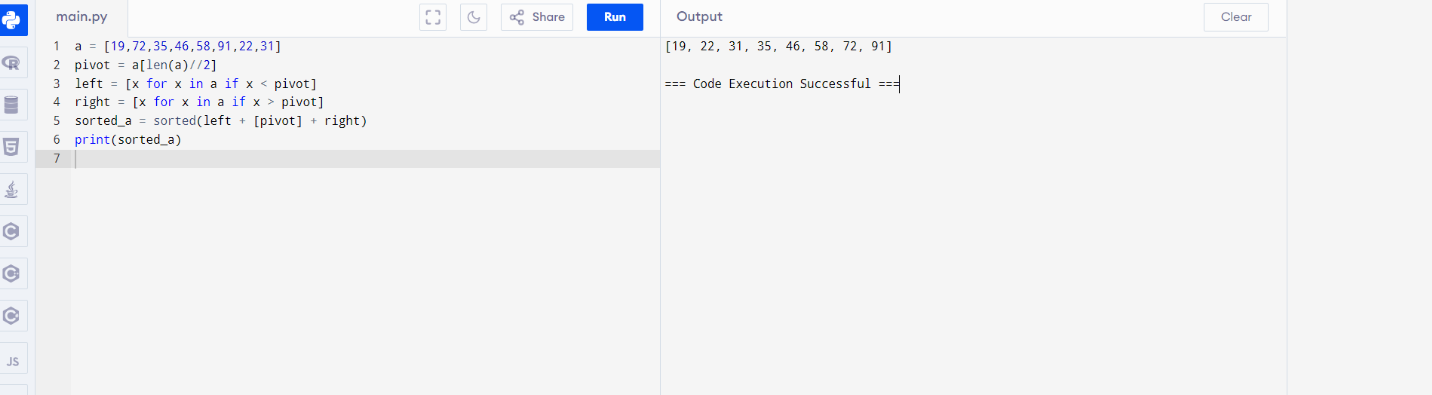 main.py
Share
Run
Output
Clear
1 a = [19,72,35,46,58,91,22,31]
2 pivot = a[len(a)//2]
3 left = [x for x in a if x < pivot]
4 right = [x for x in a if x > pivot]
5 sorted_a = sorted(left + [pivot] + right)
6 print(sorted_a)
7
[19, 22, 31, 35, 46, 58, 72, 91]
=== Code Execution Successful ===
R
5
C
C
C
JS